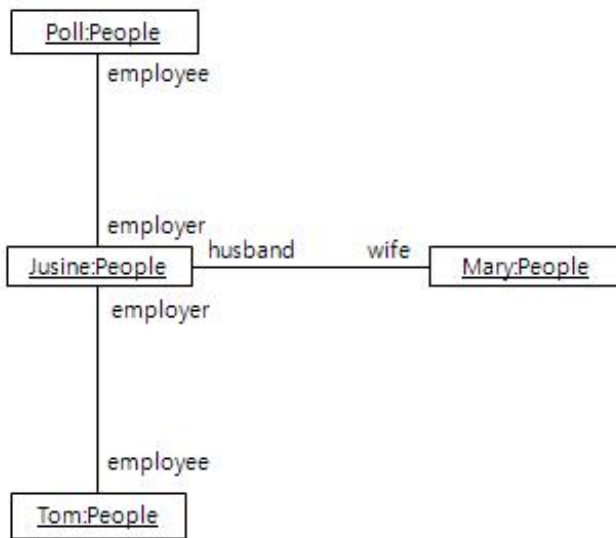 Poll:People
employee
employer
Jusine:People
husband
wife
Mary:People
employer
employee
Tom:People